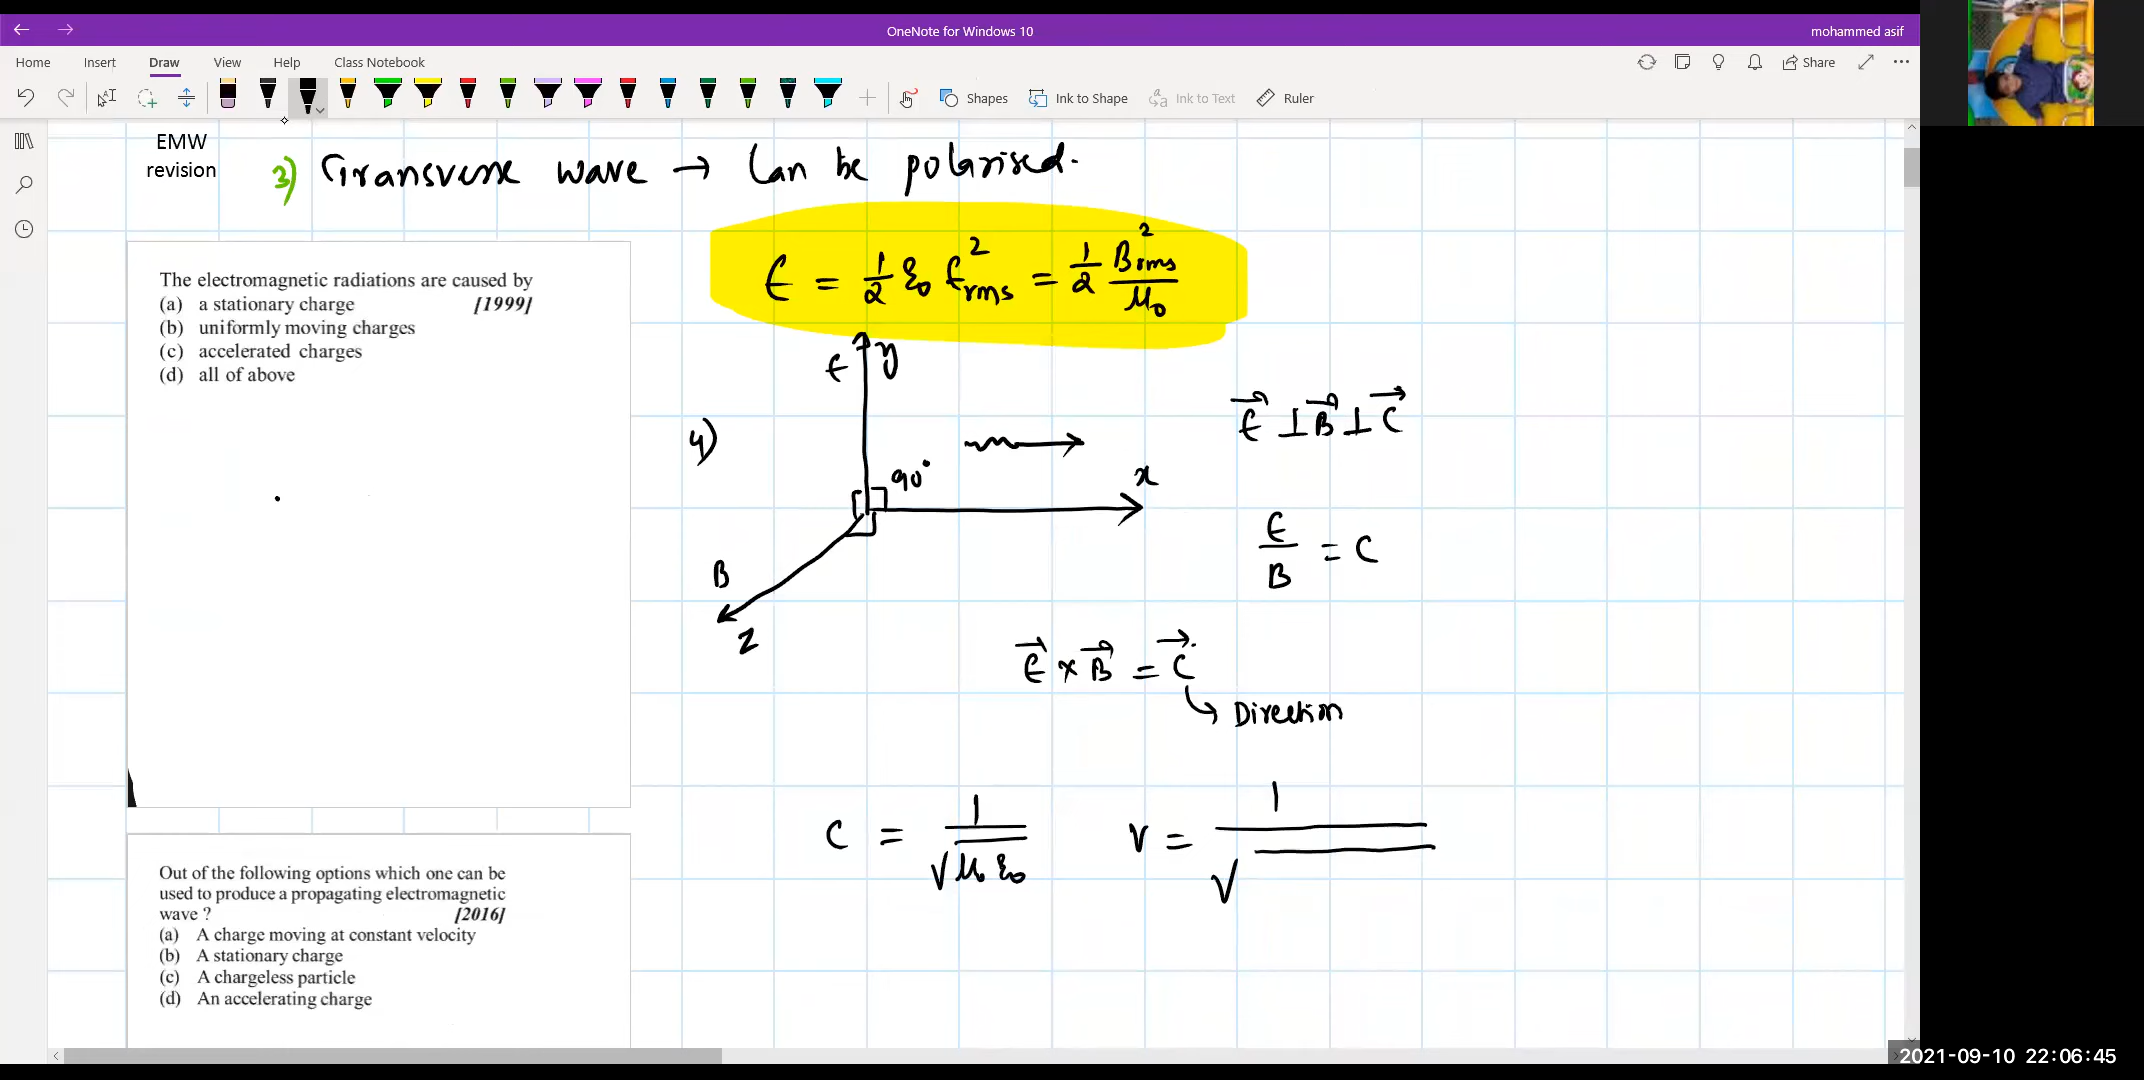 OneNote for Windows 10
mohammed asif
Home Insert Draw View Help Class Notebook
Share
Shapes Ink to Shape Ink to Text Ruler
EMW
revision
3) Transverse wave → Can be polarised.
E = 1/2 ε₀ E²rms = 1/2 B²rms/μ₀
The electromagnetic radiations are caused by
(a) a stationary charge [1999]
(b) uniformly moving charges
(c) accelerated charges
(d) all of above
4)
E y
90°
x
B
Z
E⃗ ⊥ B⃗ ⊥ C⃗
E/B = C
E⃗ × B⃗ = C⃗
↳ Direction
C = 1/√μ₀ε₀ V = 1/√
Out of the following options which one can be
used to produce a propagating electromagnetic
wave ? [2016]
(a) A charge moving at constant velocity
(b) A stationary charge
(c) A chargeless particle
(d) An accelerating charge
2021-09-10 22:06:45